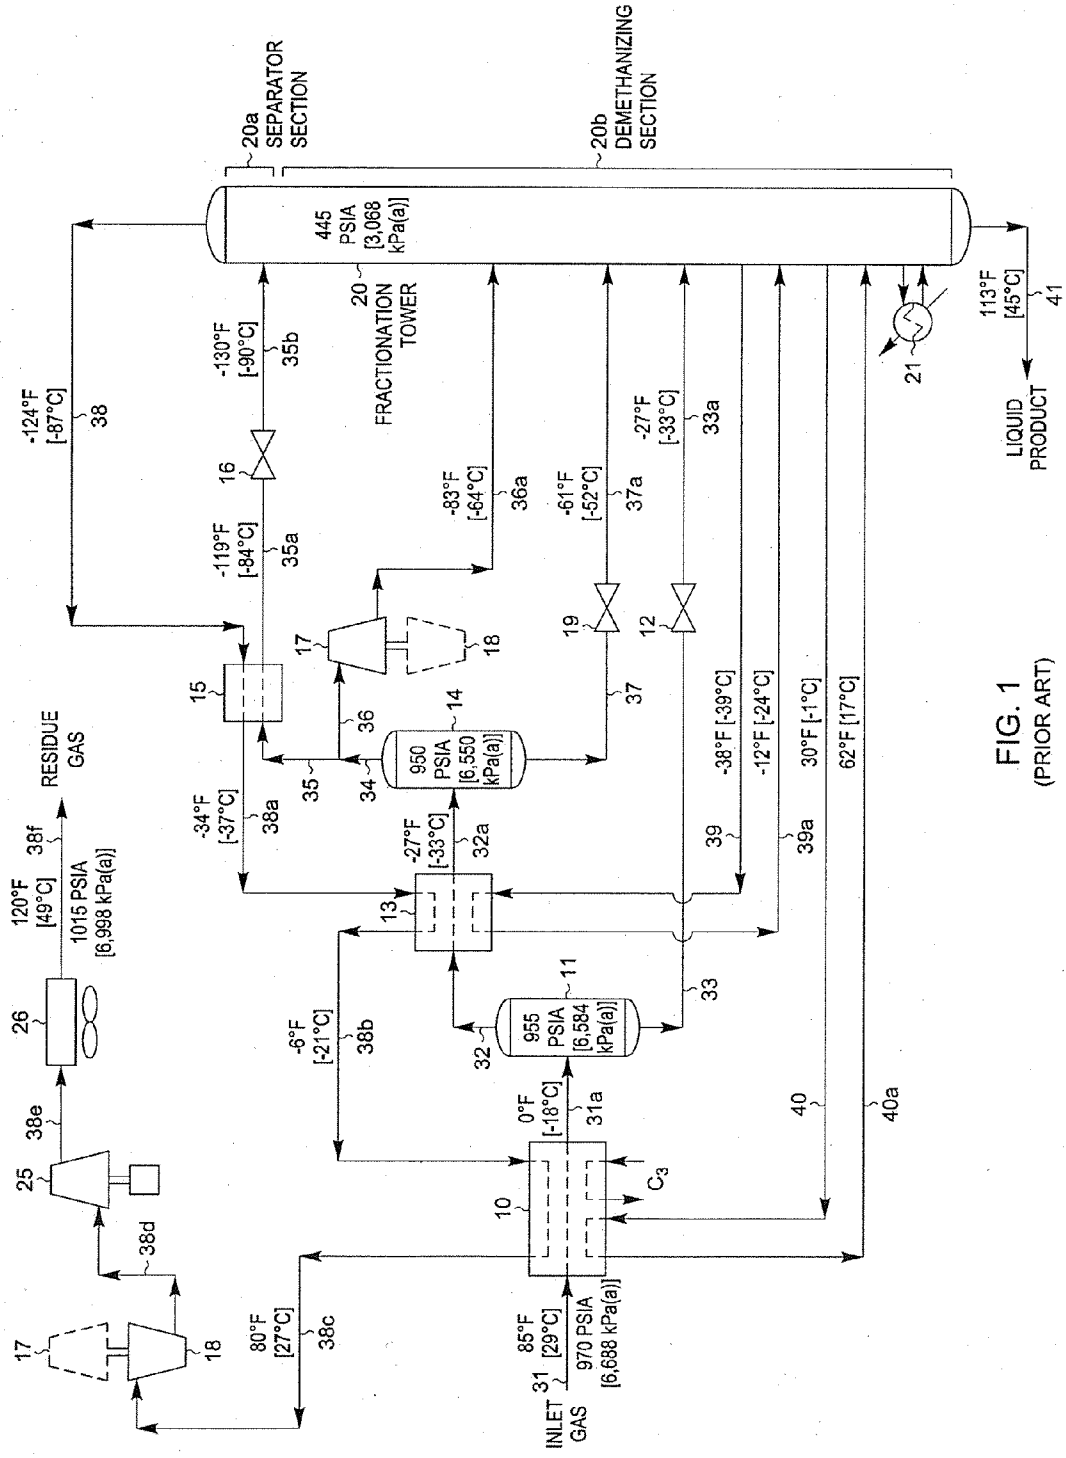 RESIDUE
GAS
120°F
[49°C]
38f
1015 PSIA
[6,998 kPa(a)]
26
38e
25
38d
17
18
80°F
[27°C]
38c
-124°F
[-87°C]
38
15
-34°F
[-37°C]
38a
-119°F
[-84°C]
35a
16
-130°F
[-90°C]
35b
20a
SEPARATOR
SECTION
445
PSIA
[3,068
kPa(a)]
20
FRACTIONATION
TOWER
20b
DEMETHANIZING
SECTION
17
18
36
35
34
-83°F
[-64°C]
36a
14
950
PSIA
[6,550
kPa(a)]
-27°F
[-33°C]
32a
13
-6°F
[-21°C]
38b
37
19
-61°F
[-52°C]
37a
12
-27°F
[-33°C]
33a
32
11
955
PSIA
[6,584
kPa(a)]
33
0°F
[-18°C]
31a
10
C3
INLET
GAS
31
85°F
[29°C]
970 PSIA
[6,688 kPa(a)]
39
-38°F [-39°C]
39a
-12°F [-24°C]
40
30°F [-1°C]
40a
62°F [17°C]
21
113°F
[45°C]
41
LIQUID
PRODUCT
FIG. 1
(PRIOR ART)